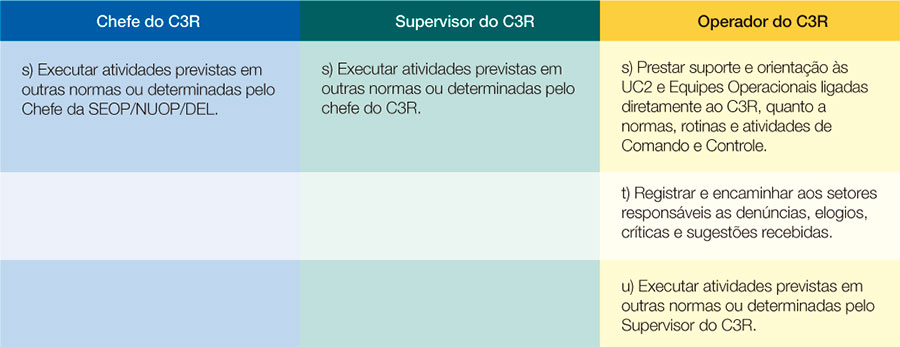 Chefe do C3R
Supervisor do C3R
Operador do C3R
s) Executar atividades previstas em
outras normas ou determinadas pelo
Chefe da SEOP/NUOP/DEL.
s) Executar atividades previstas em
outras normas ou determinadas pelo
chefe do C3R.
s) Prestar suporte e orientação às
UC2 e Equipes Operacionais ligadas
diretamente ao C3R, quanto a
normas, rotinas e atividades de
Comando e Controle.
t) Registrar e encaminhar aos setores
responsáveis as denúncias, elogios,
críticas e sugestões recebidas.
u) Executar atividades previstas em
outras normas ou determinadas pelo
Supervisor do C3R.